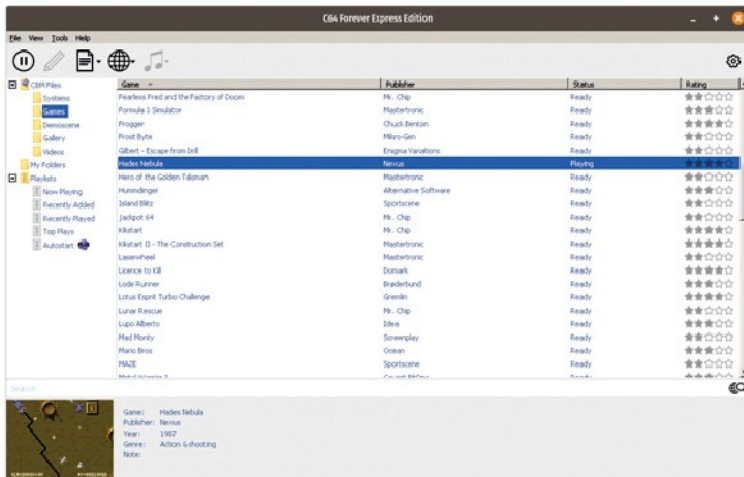 C64 Forever Express Edition
File View Tools Help
CBM Files
Systems
Games
Demoscene
Gallery
Videos
My Folders
Playlists
Now Playing
Recently Added
Recently Played
Top Plays
Autostart
Game Publisher Status Rating
Fearless Fred and the Factory of Doom Mr. Chip Ready
Formula 1 Simulator Mastertronic Ready
Frogger Chuck Benton Ready
Frost Byte Mikro-Gen Ready
Gilbert - Escape from Drill Enigma Variations Ready
Hades Nebula Nexus Playing
Hero of the Golden Talisman Mastertronic Ready
Hummdinger Alternative Software Ready
Island Blitz Sportscene Ready
Jackpot 64 Mr. Chip Ready
Kikstart Mr. Chip Ready
Kikstart II - The Construction Set Mastertronic Ready
Laserwheel Mastertronic Ready
Licence to Kill Domark Ready
Lode Runner Brøderbund Ready
Lotus Esprit Turbo Challenge Gremlin Ready
Lunar Rescue Mr. Chip Ready
Lupo Alberto Idea Ready
Mad Monty Screenplay Ready
Mario Bros Ocean Ready
MAZE Sportscene Ready
Search
Game: Hades Nebula
Publisher: Nexus
Year: 1987
Genre: Action & shooting
Note: